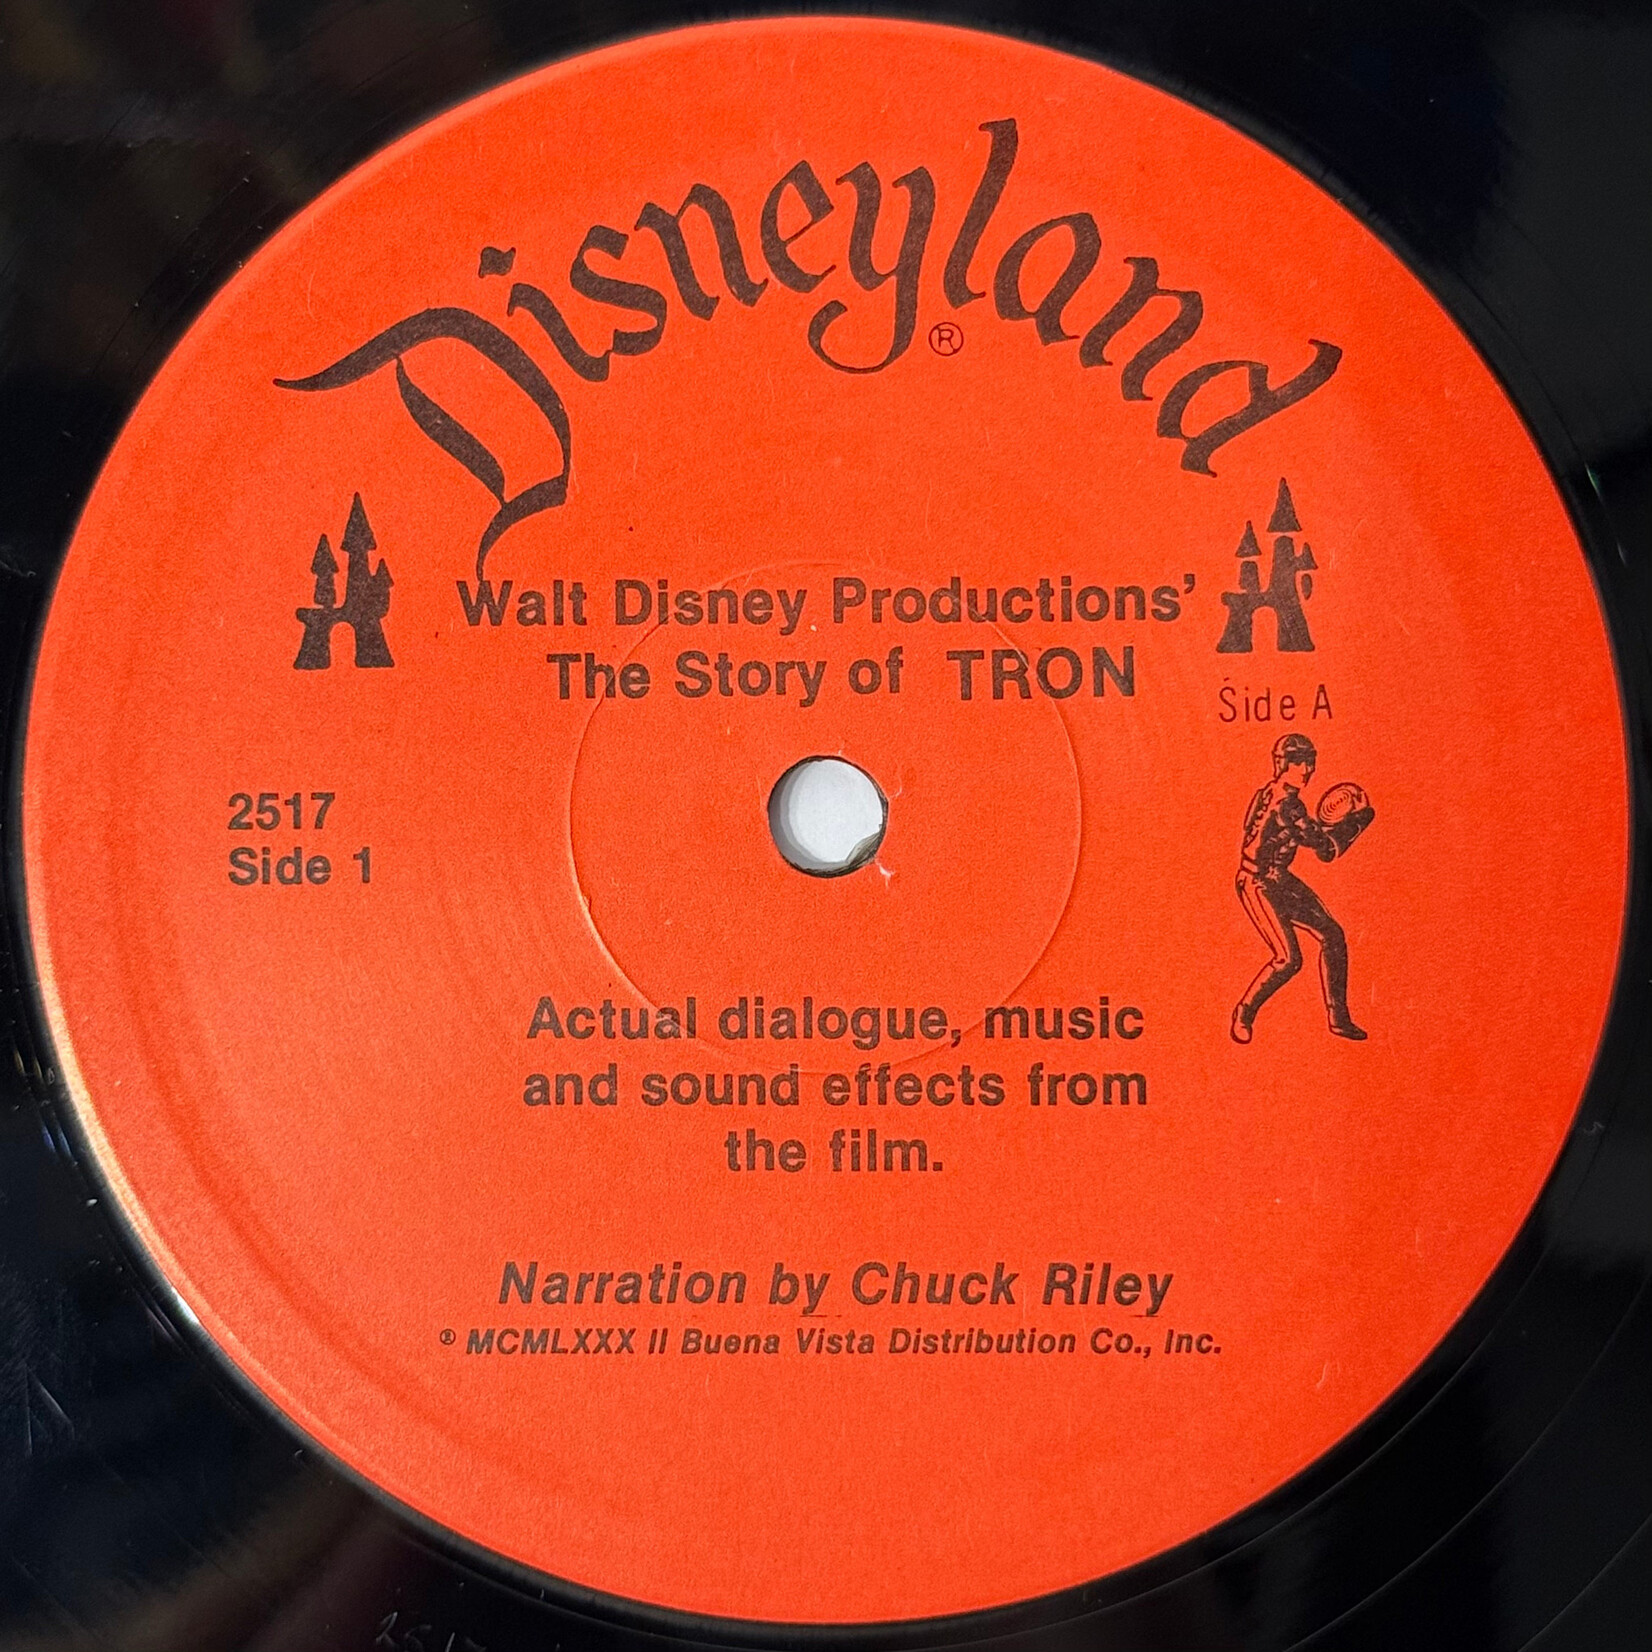 Disneyland
®
Walt Disney Productions’
The Story of TRON
Side A
2517
Side 1
Actual dialogue, music
and sound effects from
the film.
Narration by Chuck Riley
℗ MCMLXXX II Buena Vista Distribution Co., Inc.